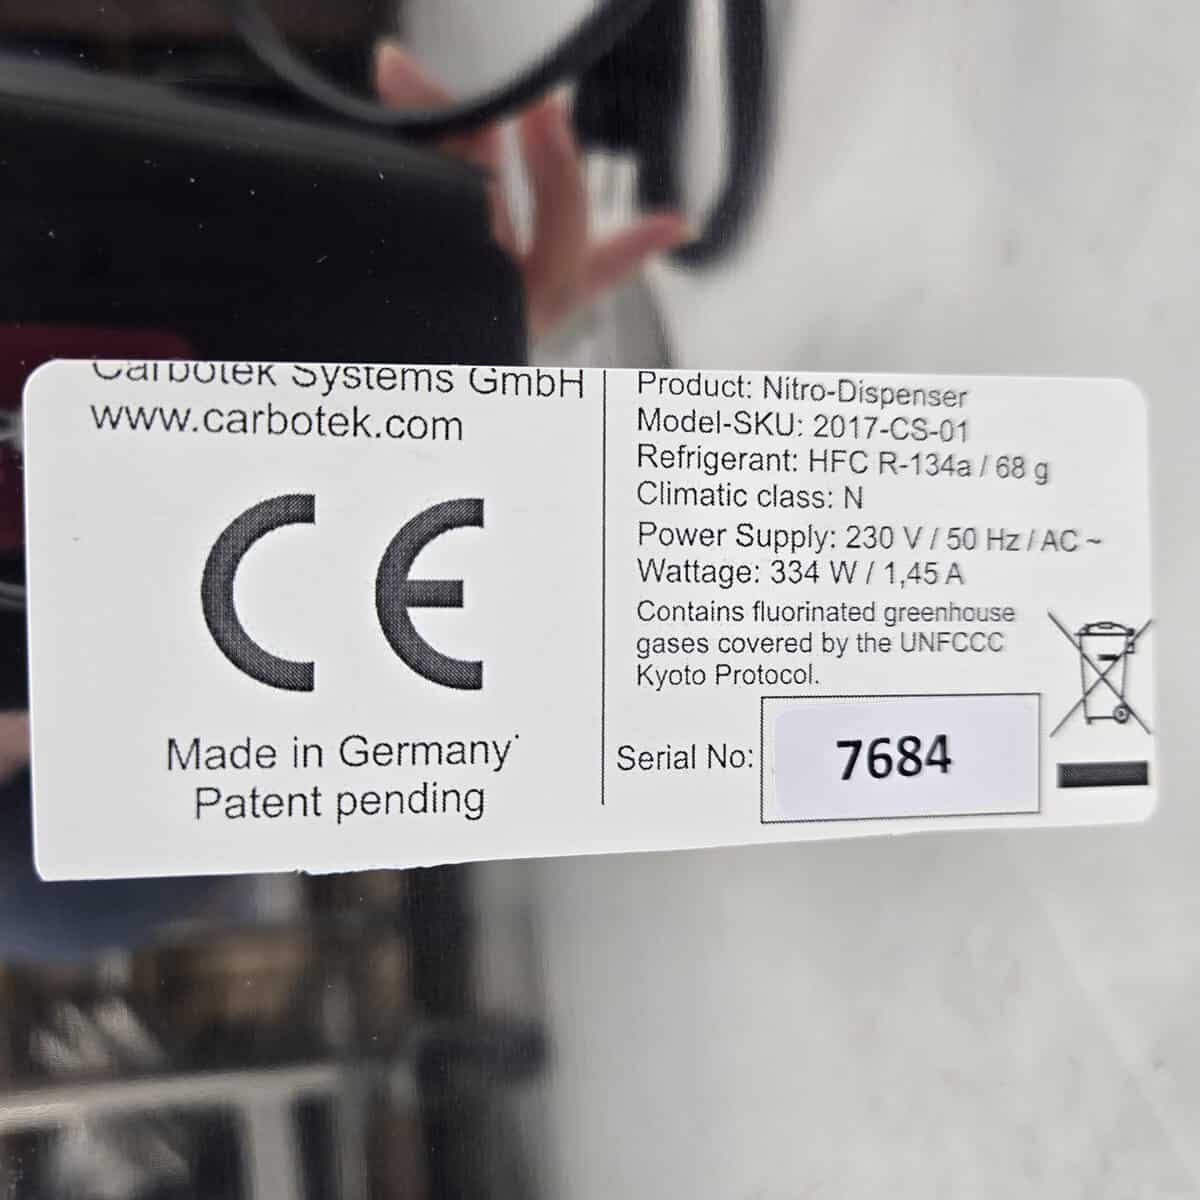 Carbotek Systems GmbH
www.carbotek.com
CE
Made in Germany
Patent pending
Product: Nitro-Dispenser
Model-SKU: 2017-CS-01
Refrigerant: HFC R-134a / 68 g
Climatic class: N
Power Supply: 230 V / 50 Hz / AC ~
Wattage: 334 W / 1,45 A
Contains fluorinated greenhouse
gases covered by the UNFCCC
Kyoto Protocol.
Serial No: 7684